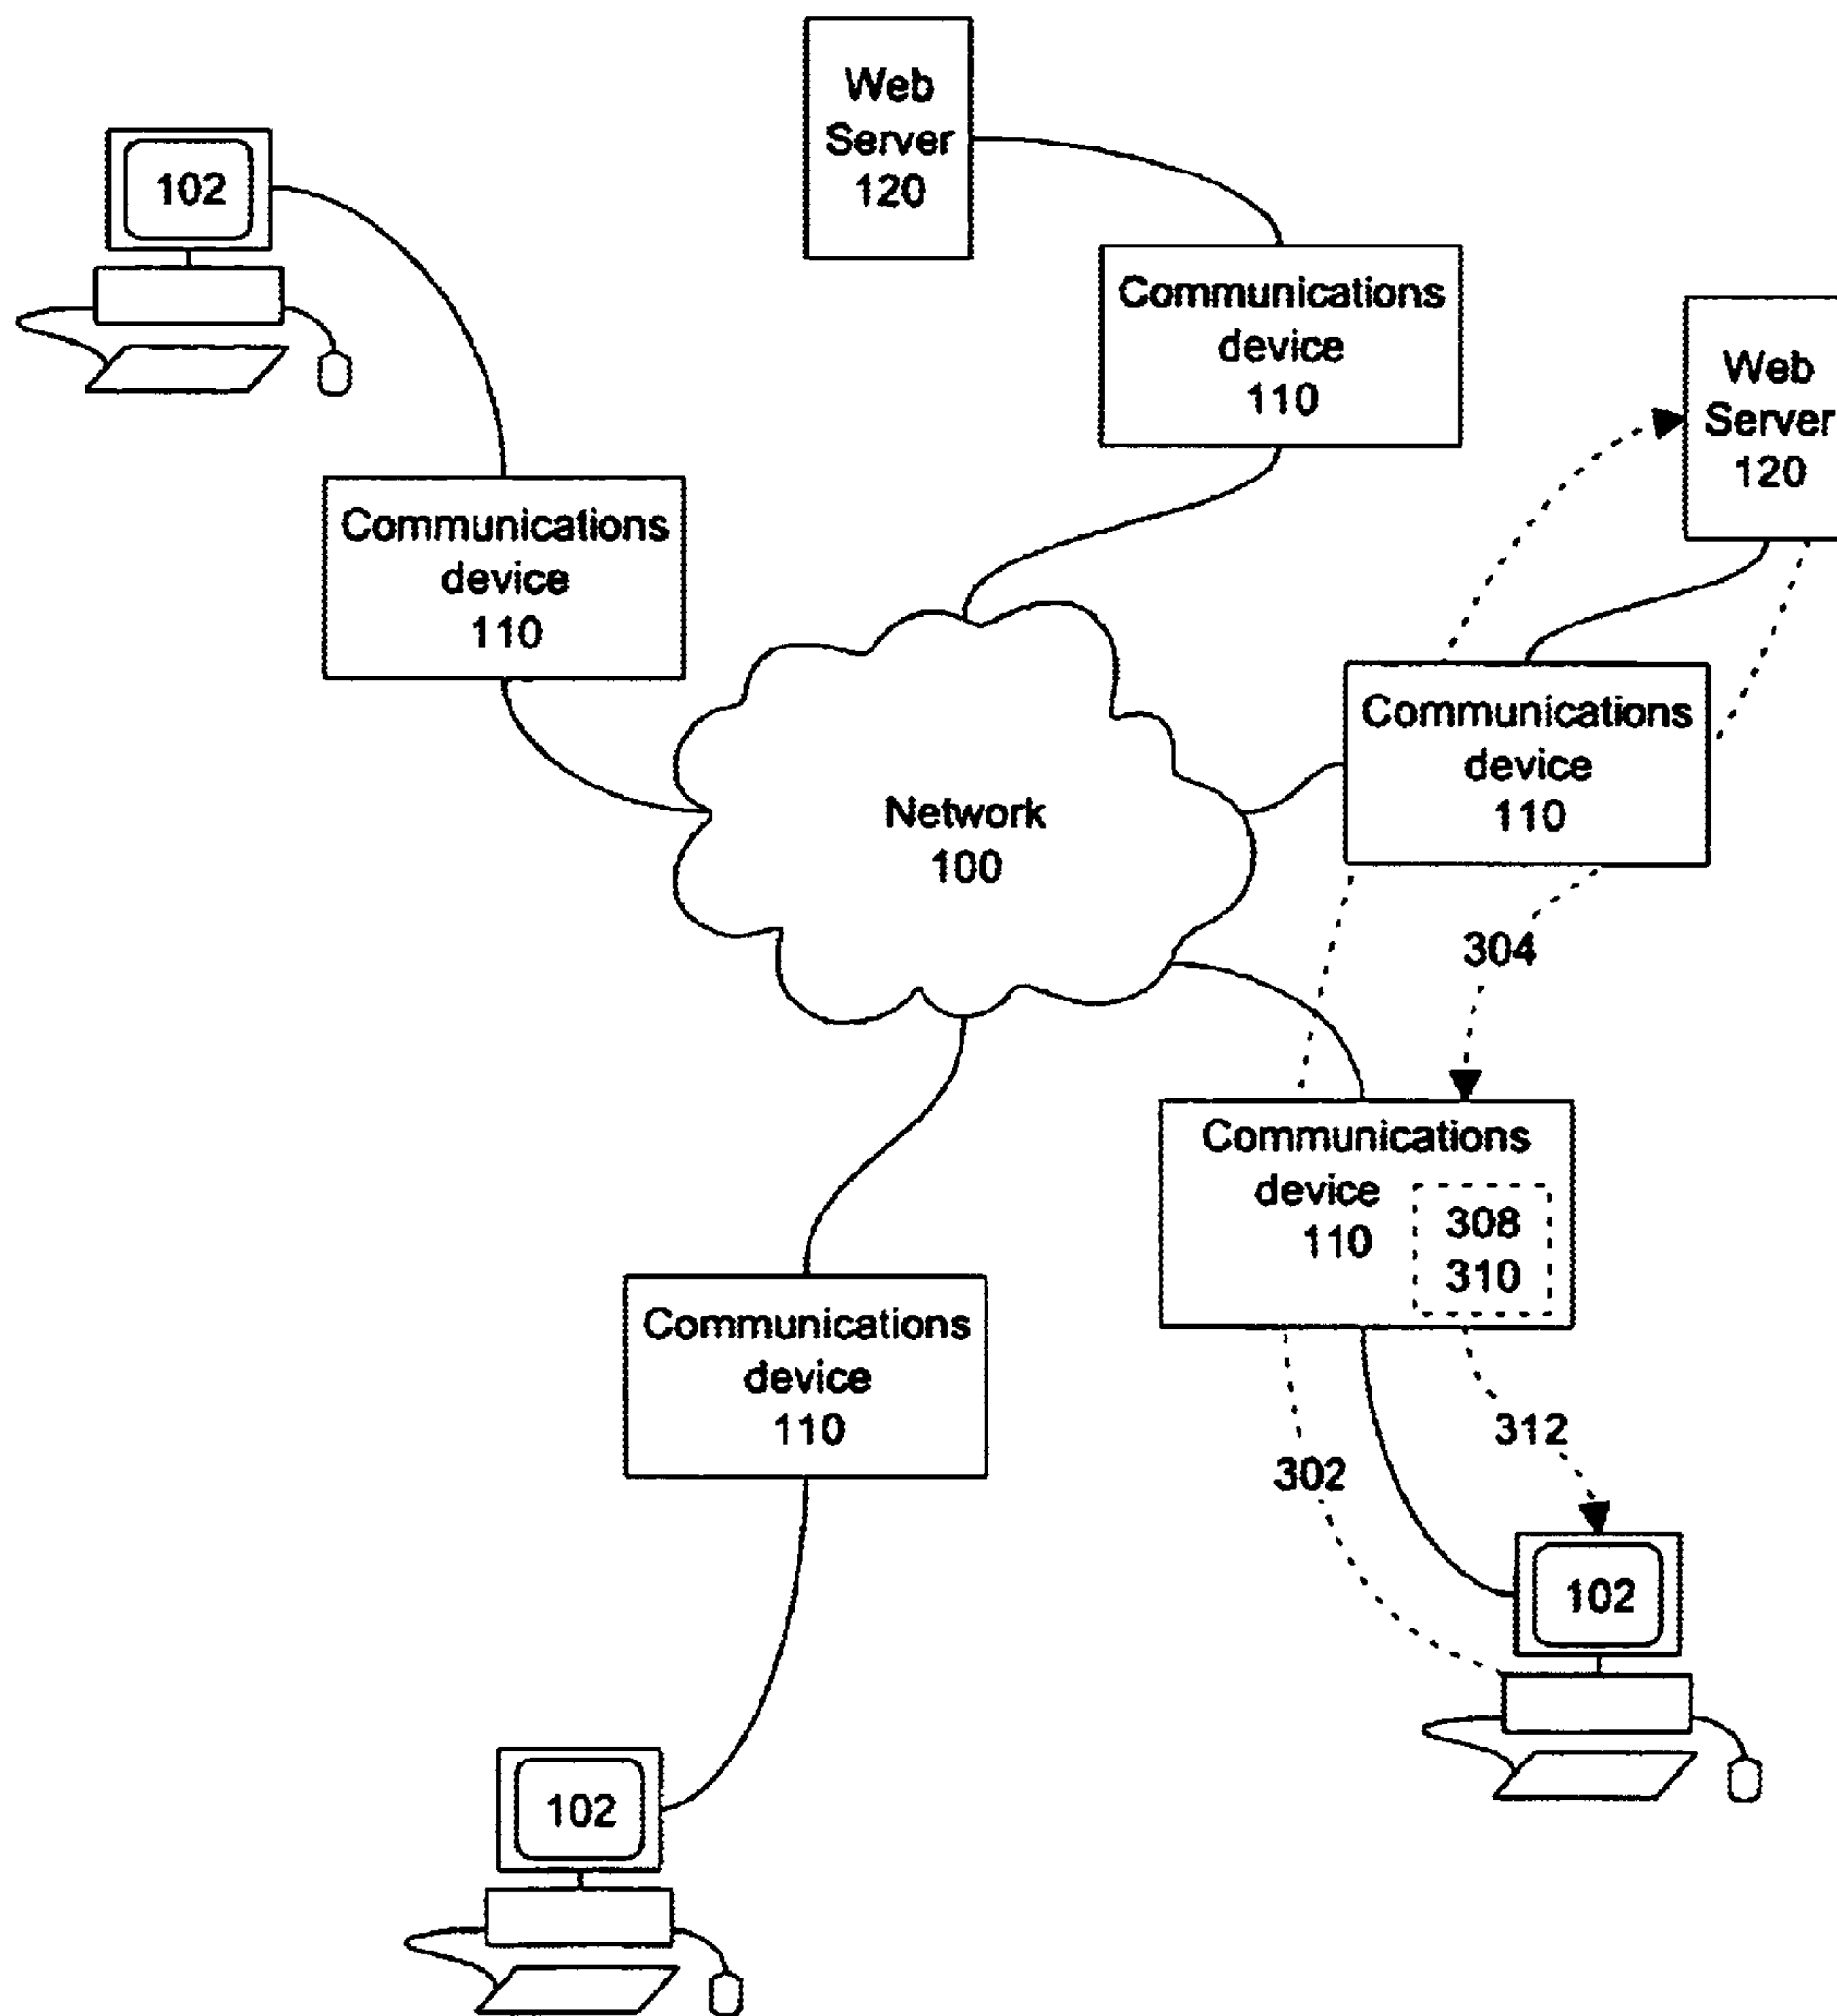 Web
Server
120
102
Communications
device
110
Web
Server
120
Communications
device
110
Communications
device
110
Network
100
304
Communications
device
110
308
310
Communications
device
110
312
302
102
102